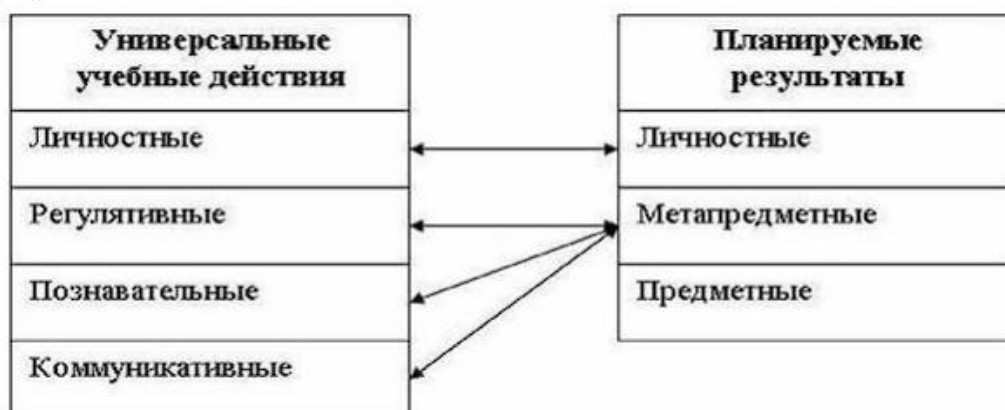 Универсальные
учебные действия
Личностные
Регулятивные
Познавательные
Коммуникативные
Планируемые
результаты
Личностные
Метапредметные
Предметные